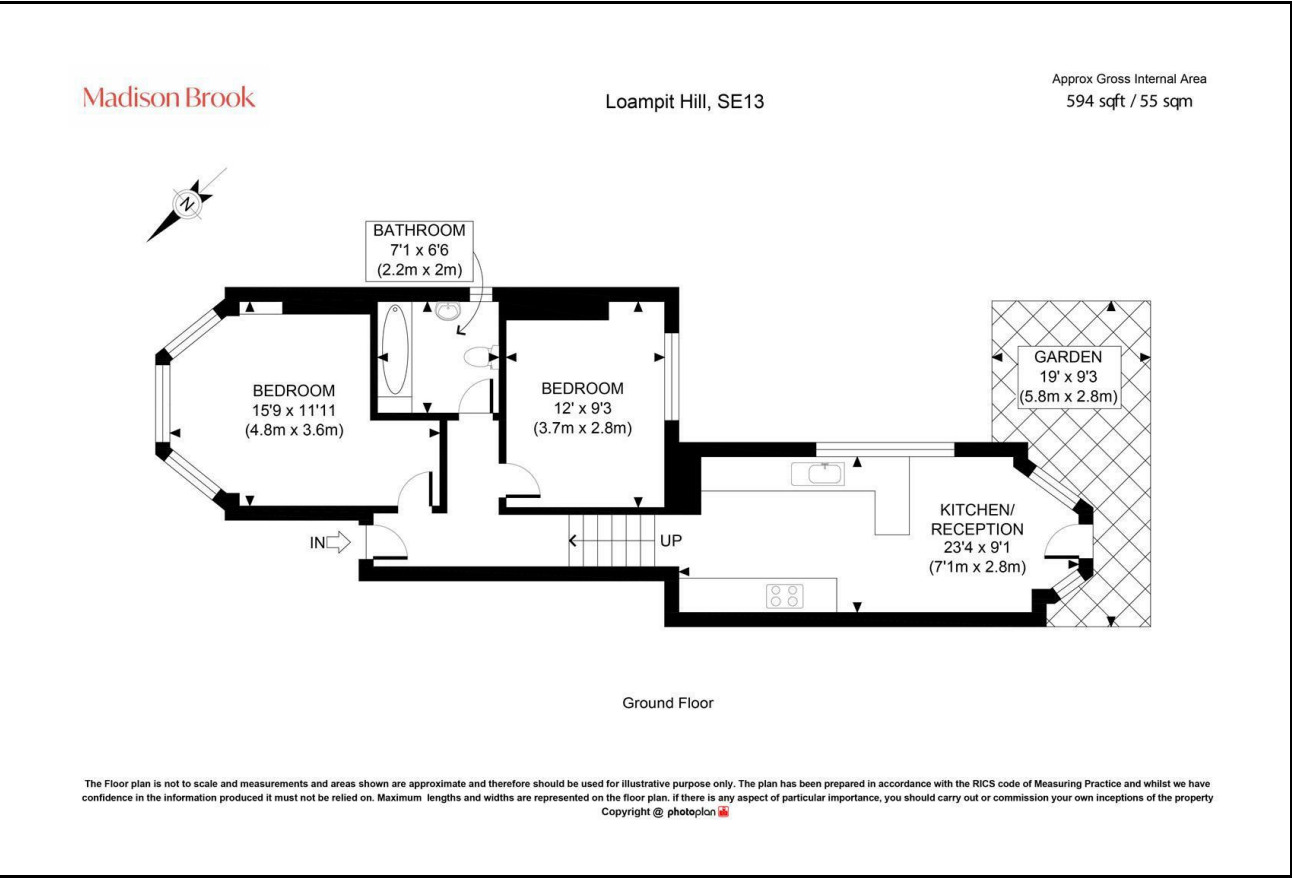 Madison Brook
Loampit Hill, SE13
Approx Gross Internal Area
594 sqft / 55 sqm
N
BATHROOM
7'1 x 6'6
(2.2m x 2m)
BEDROOM
15'9 x 11'11
(4.8m x 3.6m)
BEDROOM
12' x 9'3
(3.7m x 2.8m)
GARDEN
19' x 9'3
(5.8m x 2.8m)
KITCHEN/
RECEPTION
23'4 x 9'1
(7'1m x 2.8m)
IN
UP
Ground Floor
The Floor plan is not to scale and measurements and areas shown are approximate and therefore should be used for illustrative purpose only. The plan has been prepared in accordance with the RICS code of Measuring Practice and whilst we have
confidence in the information produced it must not be relied on. Maximum lengths and widths are represented on the floor plan. if there is any aspect of particular importance, you should carry out or commission your own inceptions of the property
Copyright @ photoplan